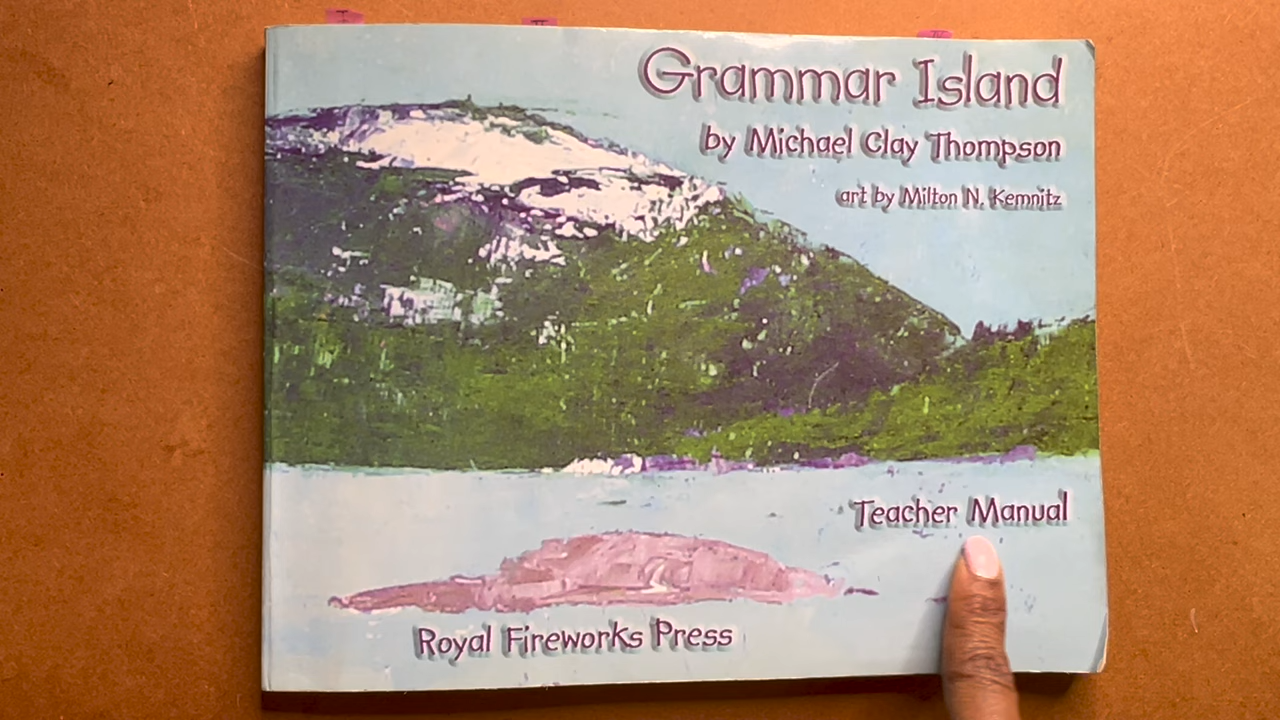 Grammar Island
by Michael Clay Thompson
art by Milton N. Kemnitz
Teacher Manual
Royal Fireworks Press